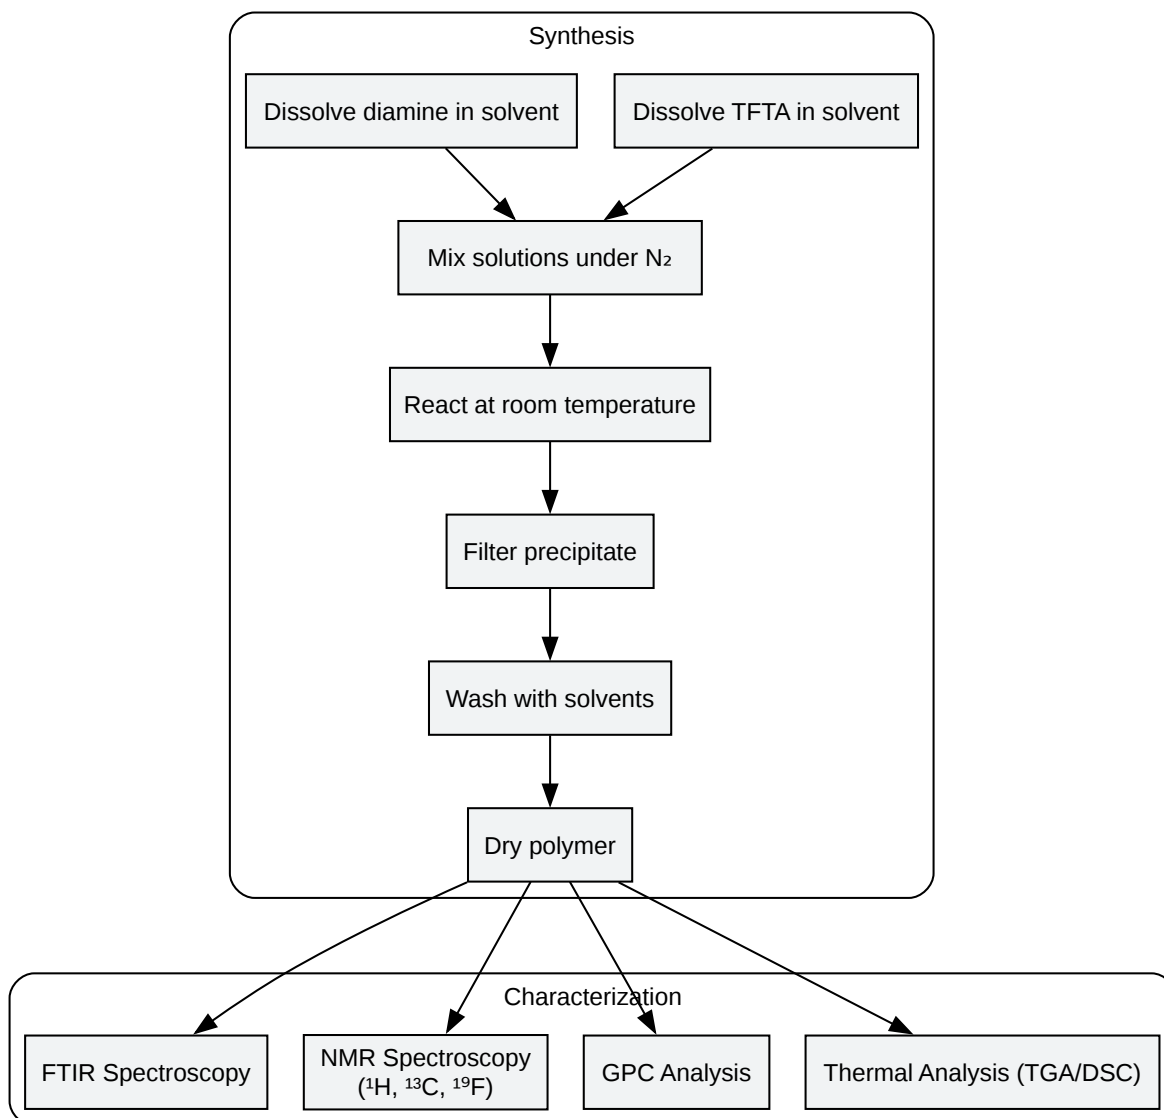 Synthesis
Dissolve diamine in solvent
Dissolve TFTA in solvent
Mix solutions under N₂
React at room temperature
Filter precipitate
Wash with solvents
Dry polymer
Characterization
FTIR Spectroscopy
NMR Spectroscopy
(¹H, ¹³C, ¹⁹F)
GPC Analysis
Thermal Analysis (TGA/DSC)